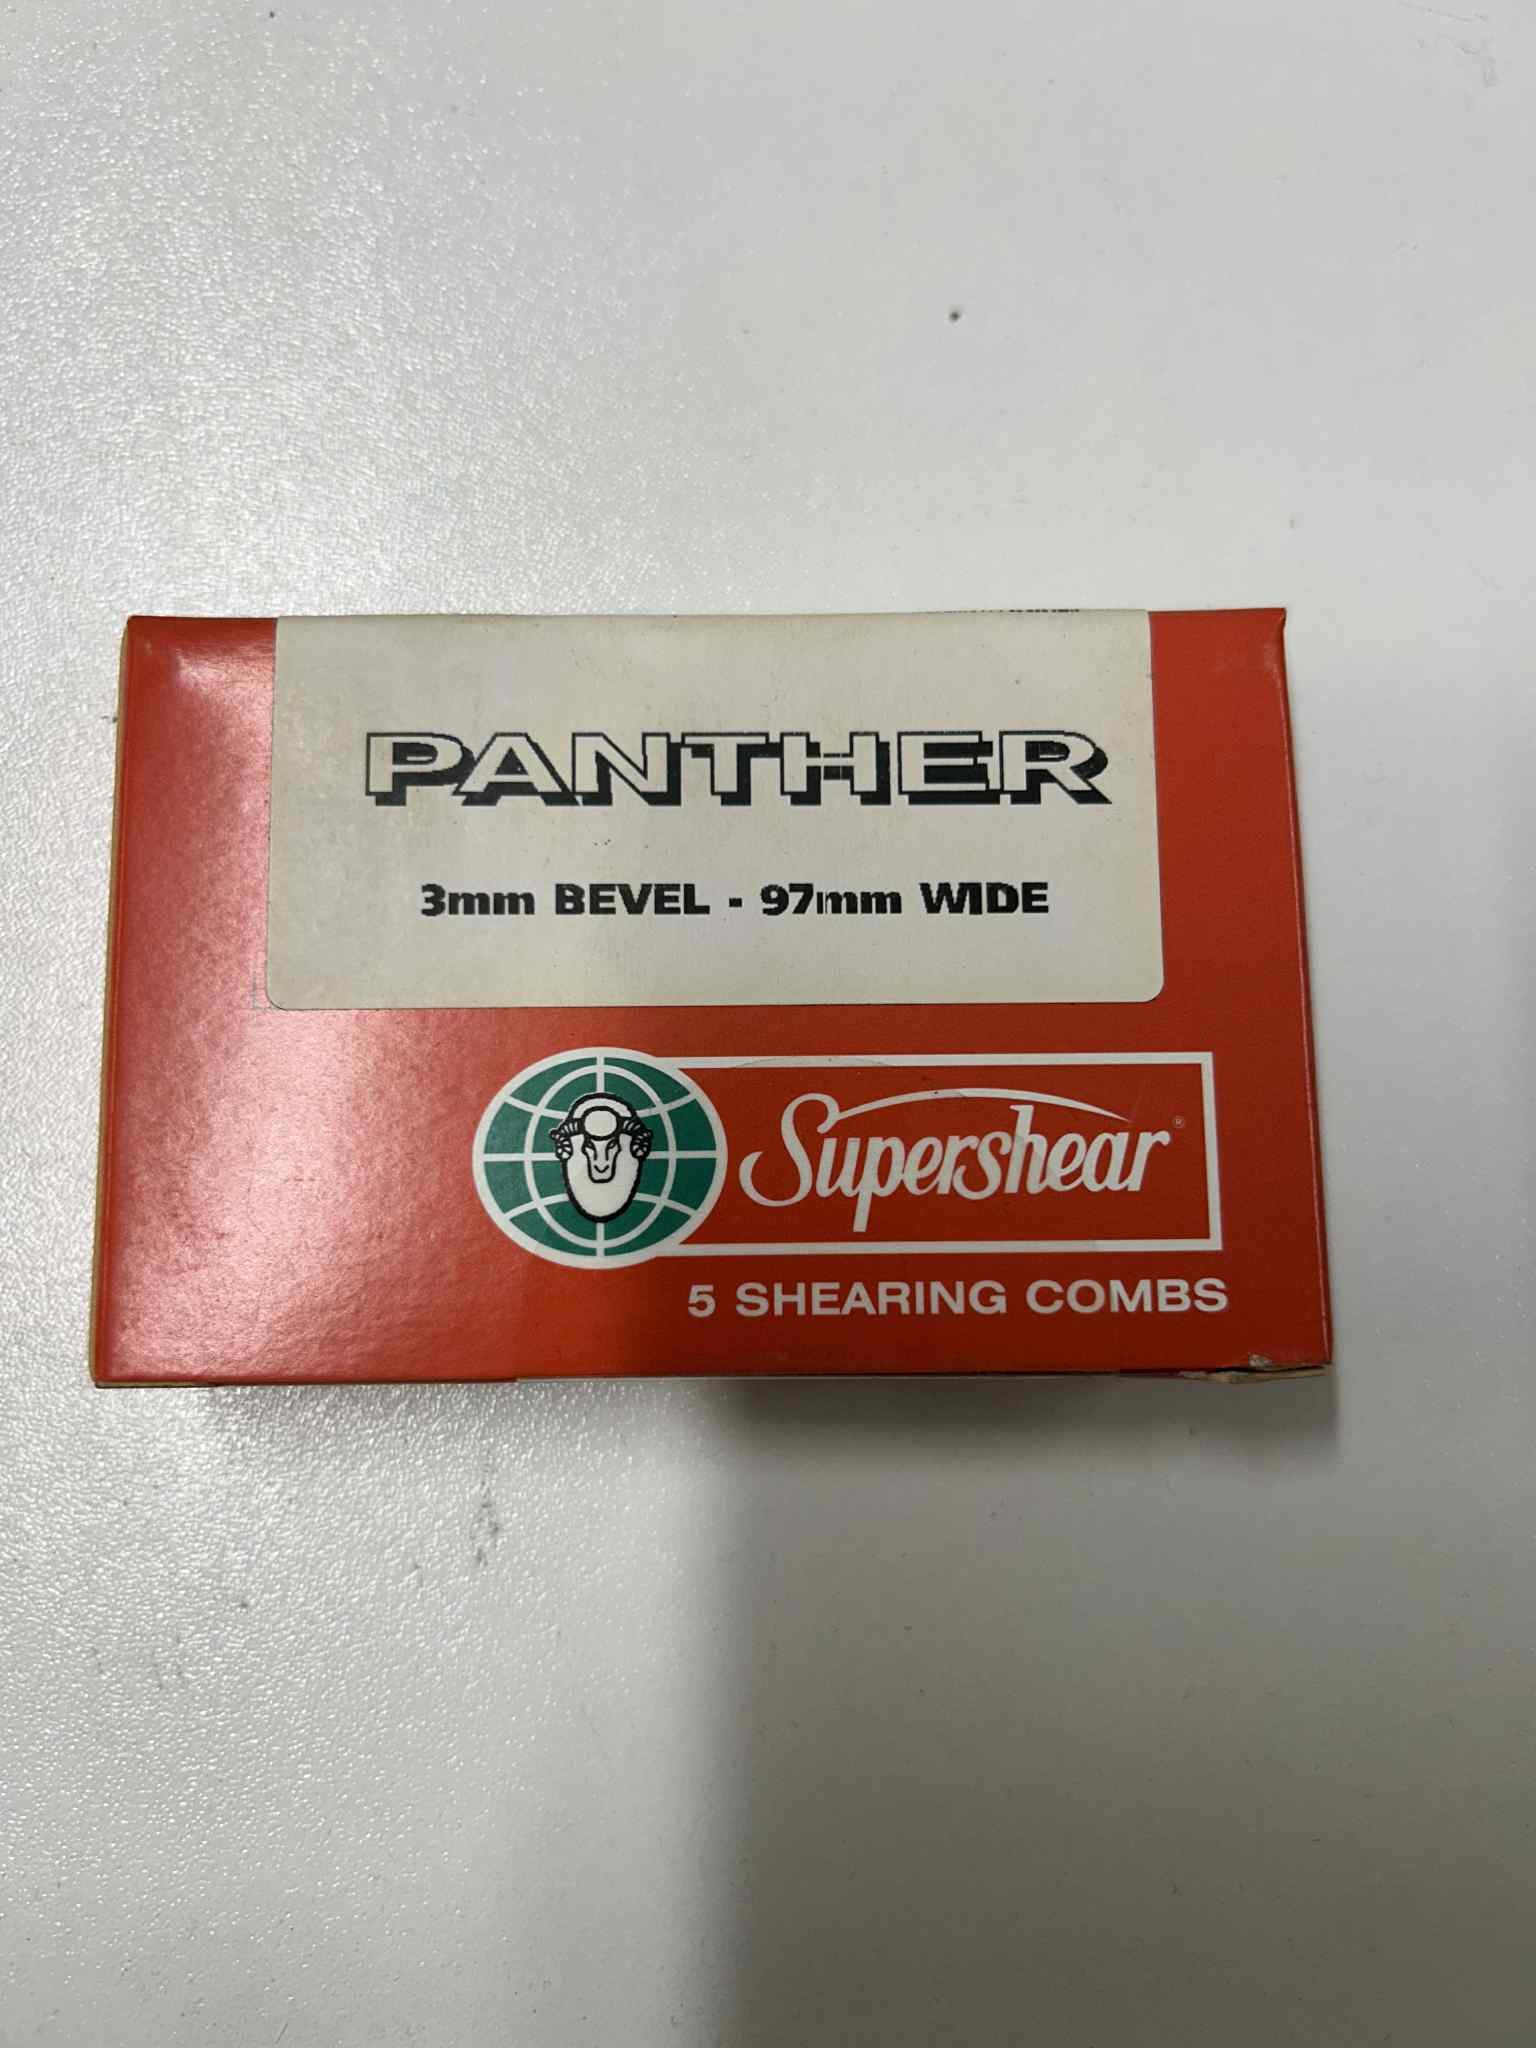 PANTHER
3mm BEVEL - 97mm WIDE
Supershear®
5 SHEARING COMBS